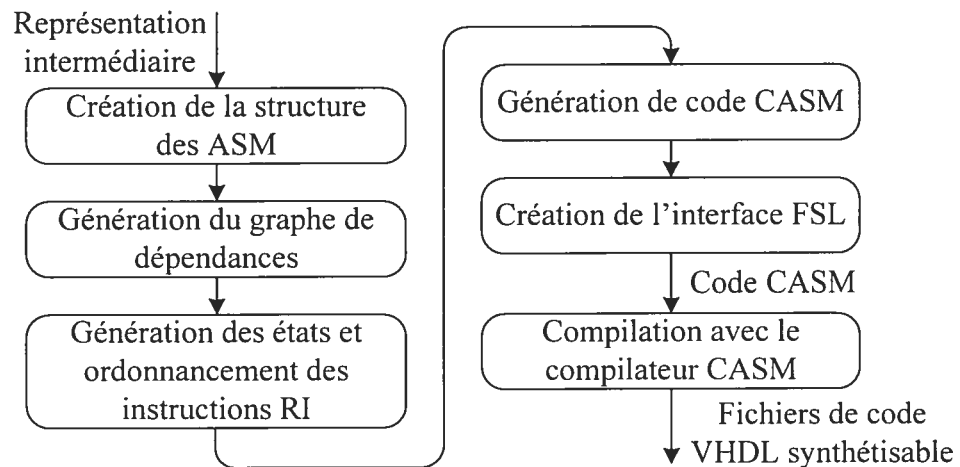 Représentation
intermédiaire
Création de la structure
des ASM
Génération du graphe de
dépendances
Génération des états et
ordonnancement des
instructions RI
Génération de code CASM
Création de l'interface FSL
Code CASM
Compilation avec le
compilateur CASM
Fichiers de code
VHDL synthétisable